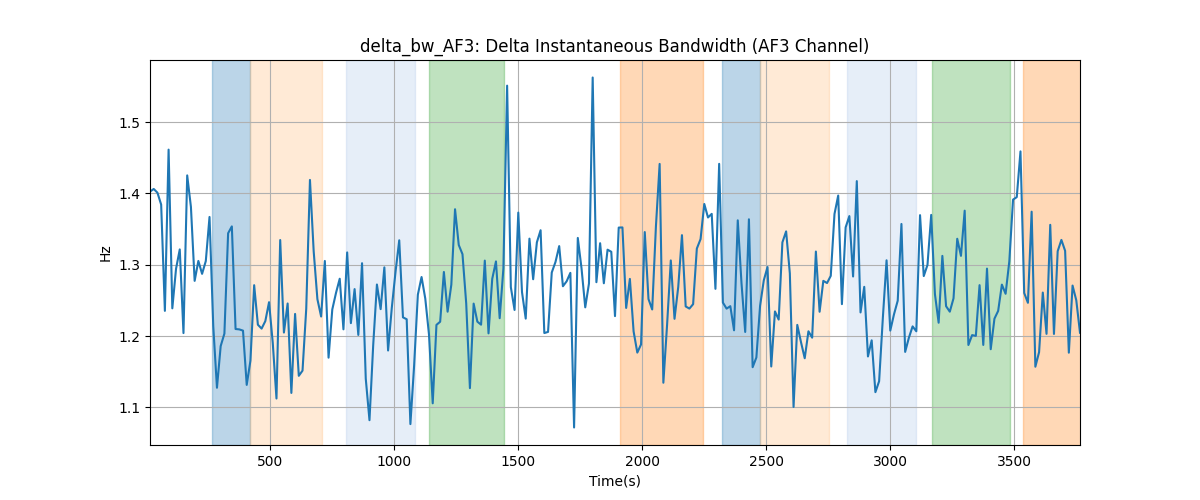 delta_bw_AF3: Delta Instantaneous Bandwidth (AF3 Channel)
Hz
1.5
1.4
1.3
1.2
1.1
500 1000 1500 2000 2500 3000 3500
Time(s)